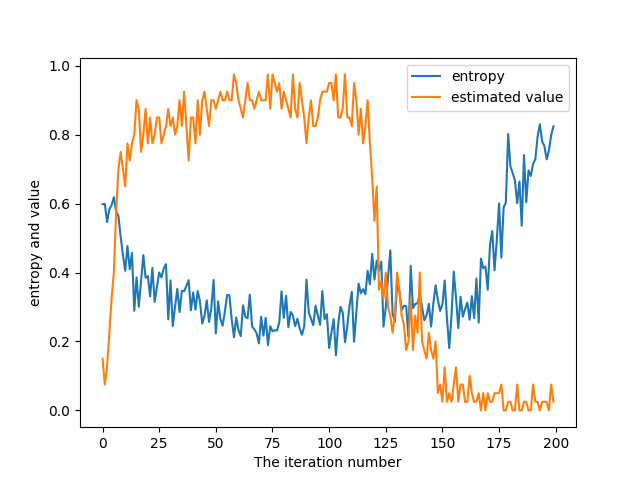 entropy
estimated value
entropy and value
1.0
0.8
0.6
0.4
0.2
0.0
0 25 50 75 100 125 150 175 200
The iteration number